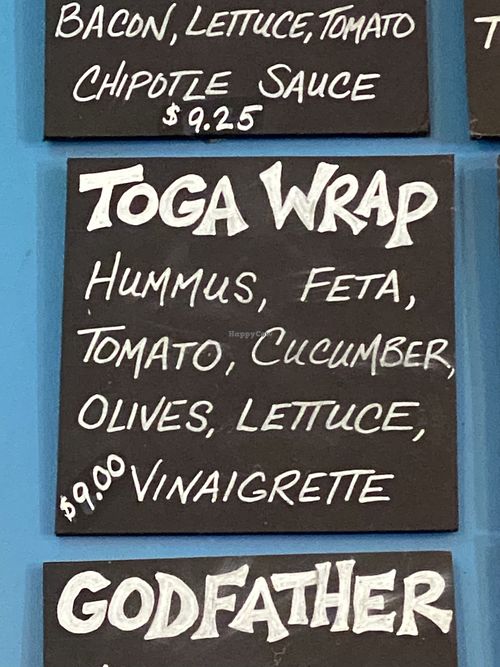 BACON, LETTUCE, TOMATO
CHIPOTLE SAUCE
$9.25
T
TOGA WRAP
HUMMUS, FETA,
HappyCow
TOMATO, CUCUMBER,
OLIVES, LETTUCE,
$9.00 VINAIGRETTE
GODFATHER